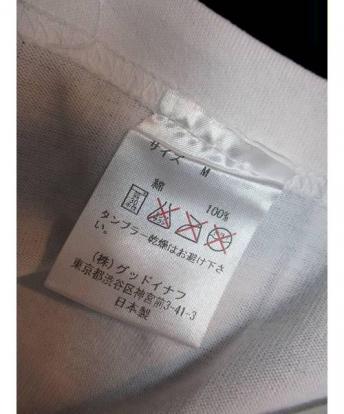 サイズ M
綿 100%
タンブラー乾燥はお避け下さ
い。
(株)グッドイナフ
東京都渋谷区神宮前3-41-3
日本製